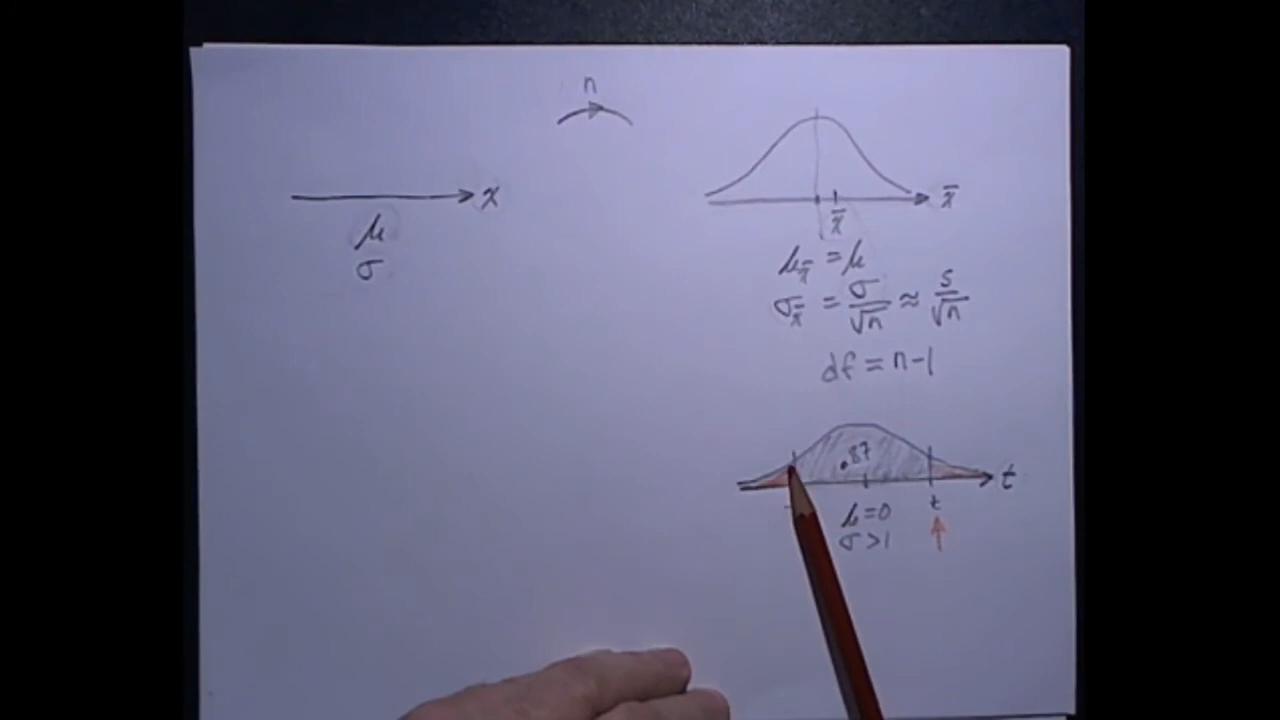 n
x
μ
σ
x̄
x̄
μx̄ = μ
σx̄ = σ/√n ≈ s/√n
df = n-1
.87
t
t
μ=0
σ>1